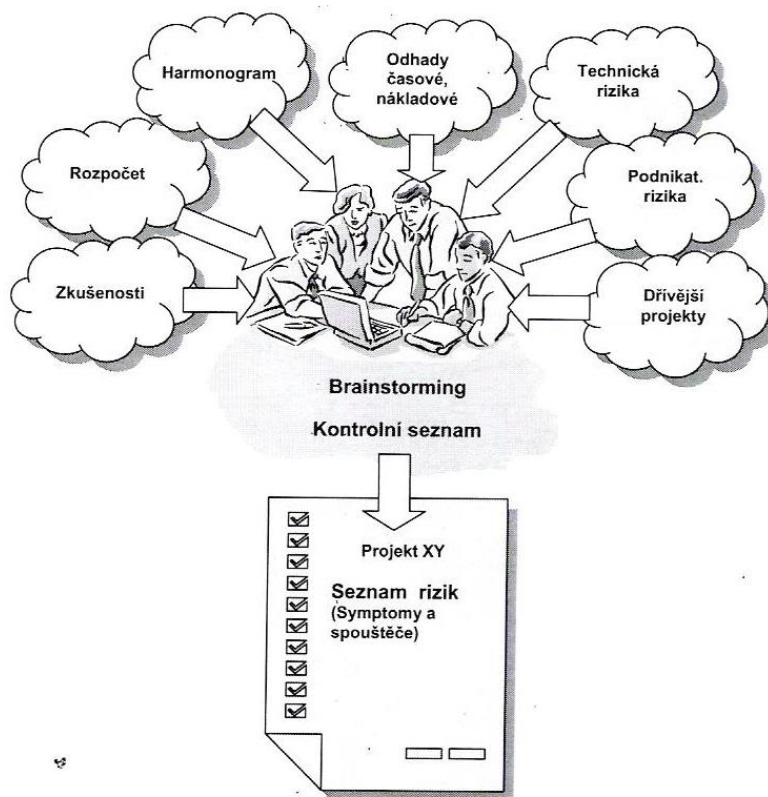 Harmonogram
Odhady
časové,
nákladové
Technická
rizika
Rozpočet
Podnikat.
rizika
Zkušenosti
Dřívější
projekty
Brainstorming
Kontrolní seznam
Projekt XY
Seznam rizik
(Symptomy a
spouštěče)